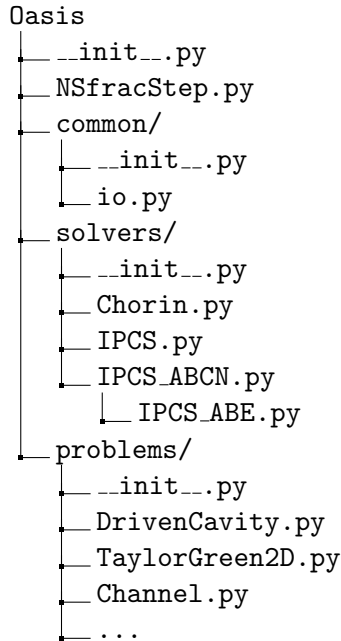 Oasis
__init__.py
NSfracStep.py
common/
__init__.py
io.py
solvers/
__init__.py
Chorin.py
IPCS.py
IPCS_ABCN.py
IPCS_ABE.py
problems/
__init__.py
DrivenCavity.py
TaylorGreen2D.py
Channel.py
...